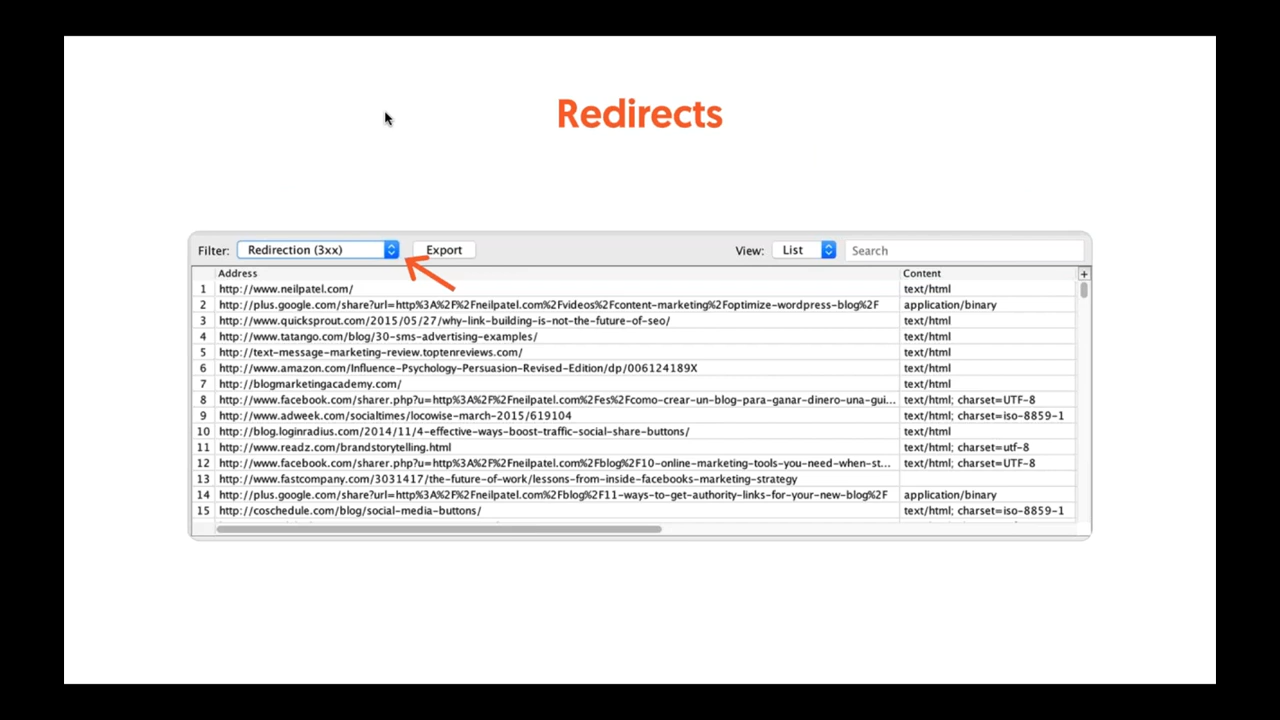 Redirects
Filter: Redirection (3xx) Export View: List Search
Address Content +
1 http://www.neilpatel.com/ text/html
2 http://plus.google.com/share?url=http%3A%2F%2Fneilpatel.com%2Fvideos%2Fcontent-marketing%2Foptimize-wordpress-blog%2F application/binary
3 http://www.quicksprout.com/2015/05/27/why-link-building-is-not-the-future-of-seo/ text/html
4 http://www.tatango.com/blog/30-sms-advertising-examples/ text/html
5 http://text-message-marketing-review.toptenreviews.com/ text/html
6 http://www.amazon.com/Influence-Psychology-Persuasion-Revised-Edition/dp/006124189X text/html
7 http://blogmarketingacademy.com/ text/html
8 http://www.facebook.com/sharer.php?u=http%3A%2F%2Fneilpatel.com%2Fes%2Fcomo-crear-un-blog-para-ganar-dinero-una-gui... text/html; charset=UTF-8
9 http://www.adweek.com/socialtimes/locowise-march-2015/619104 text/html; charset=iso-8859-1
10 http://blog.loginradius.com/2014/11/4-effective-ways-boost-traffic-social-share-buttons/ text/html
11 http://www.readz.com/brandstorytelling.html text/html; charset=utf-8
12 http://www.facebook.com/sharer.php?u=http%3A%2F%2Fneilpatel.com%2Fblog%2F10-online-marketing-tools-you-need-when-st... text/html; charset=UTF-8
13 http://www.fastcompany.com/3031417/the-future-of-work/lessons-from-inside-facebooks-marketing-strategy
14 http://plus.google.com/share?url=http%3A%2F%2Fneilpatel.com%2Fblog%2F11-ways-to-get-authority-links-for-your-new-blog%2F application/binary
15 http://coschedule.com/blog/social-media-buttons/ text/html; charset=iso-8859-1